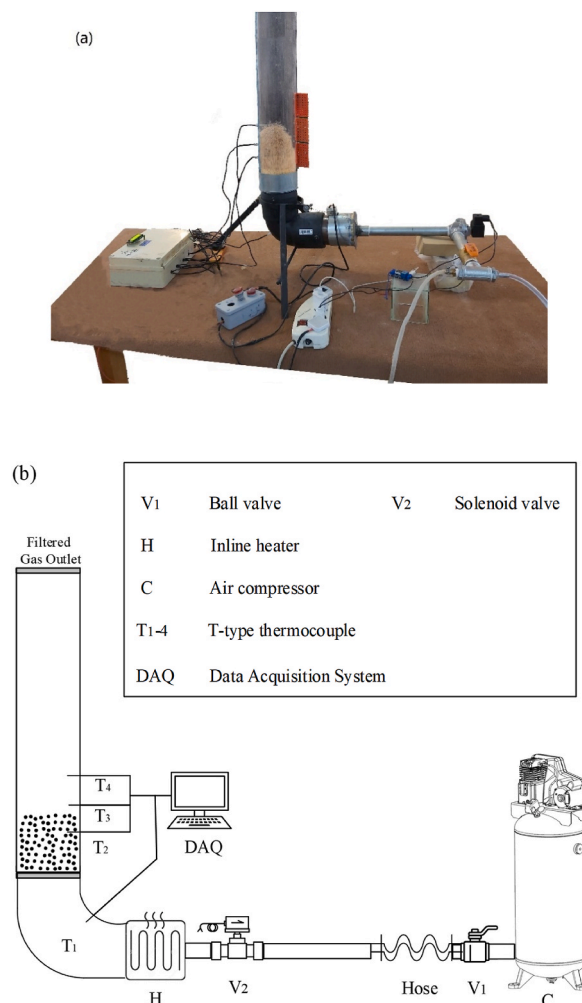 (a)
(b)
V1 Ball valve V2 Solenoid valve
H Inline heater
C Air compressor
T1-4 T-type thermocouple
DAQ Data Acquisition System
Filtered
Gas Outlet
T4
T3
T2
DAQ
T1
H V2 Hose V1 C